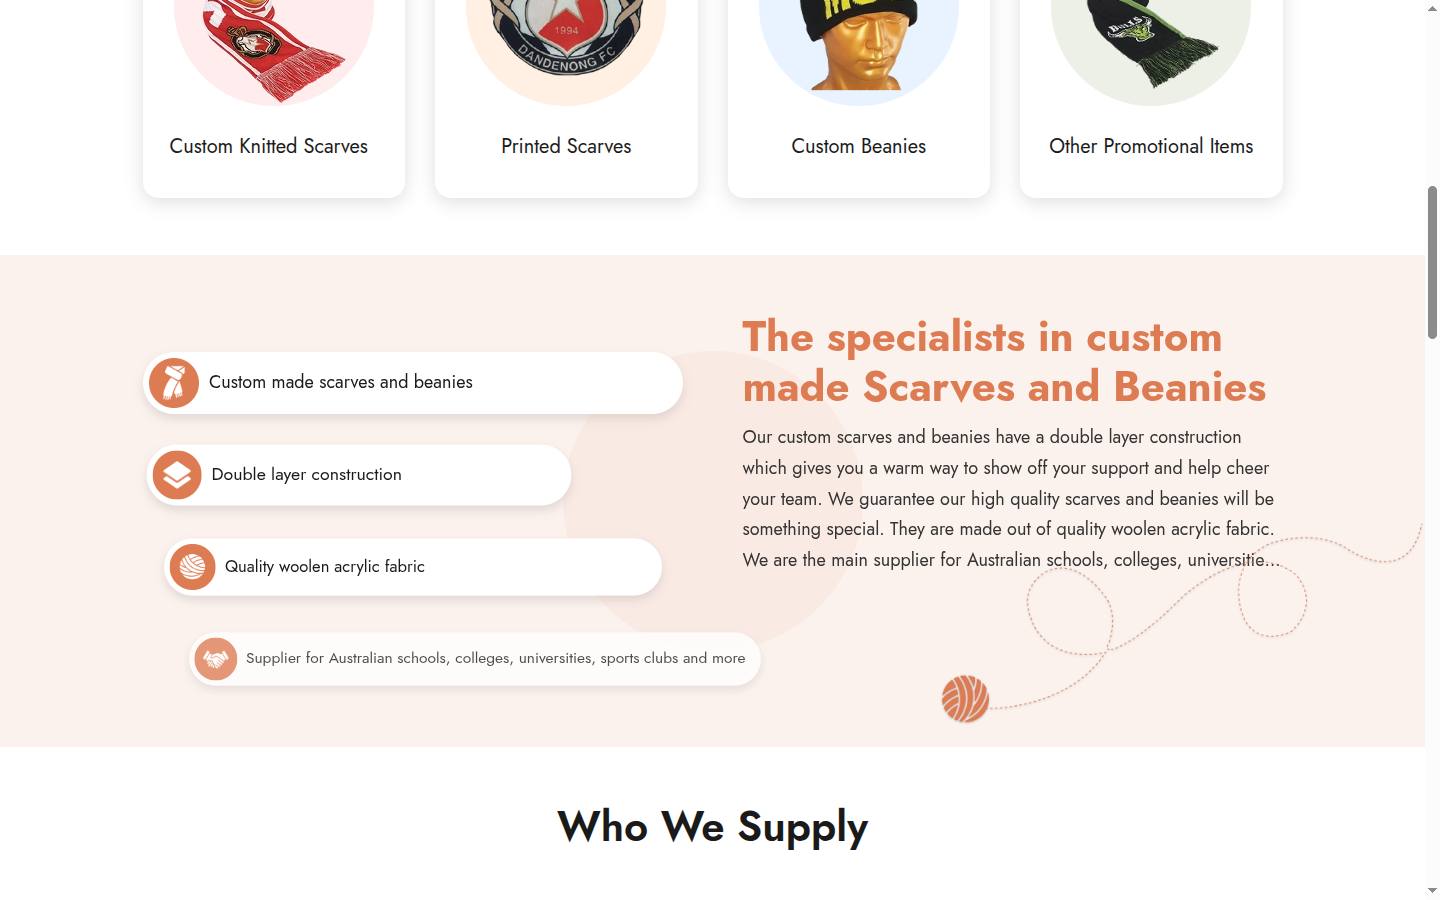 1994
DANDENONG FC
BULLS
Custom Knitted Scarves
Printed Scarves
Custom Beanies
Other Promotional Items
Custom made scarves and beanies
Double layer construction
Quality woolen acrylic fabric
Supplier for Australian schools, colleges, universities, sports clubs and more
The specialists in custom
made Scarves and Beanies
Our custom scarves and beanies have a double layer construction
which gives you a warm way to show off your support and help cheer
your team. We guarantee our high quality scarves and beanies will be
something special. They are made out of quality woolen acrylic fabric.
We are the main supplier for Australian schools, colleges, universitie...
Who We Supply